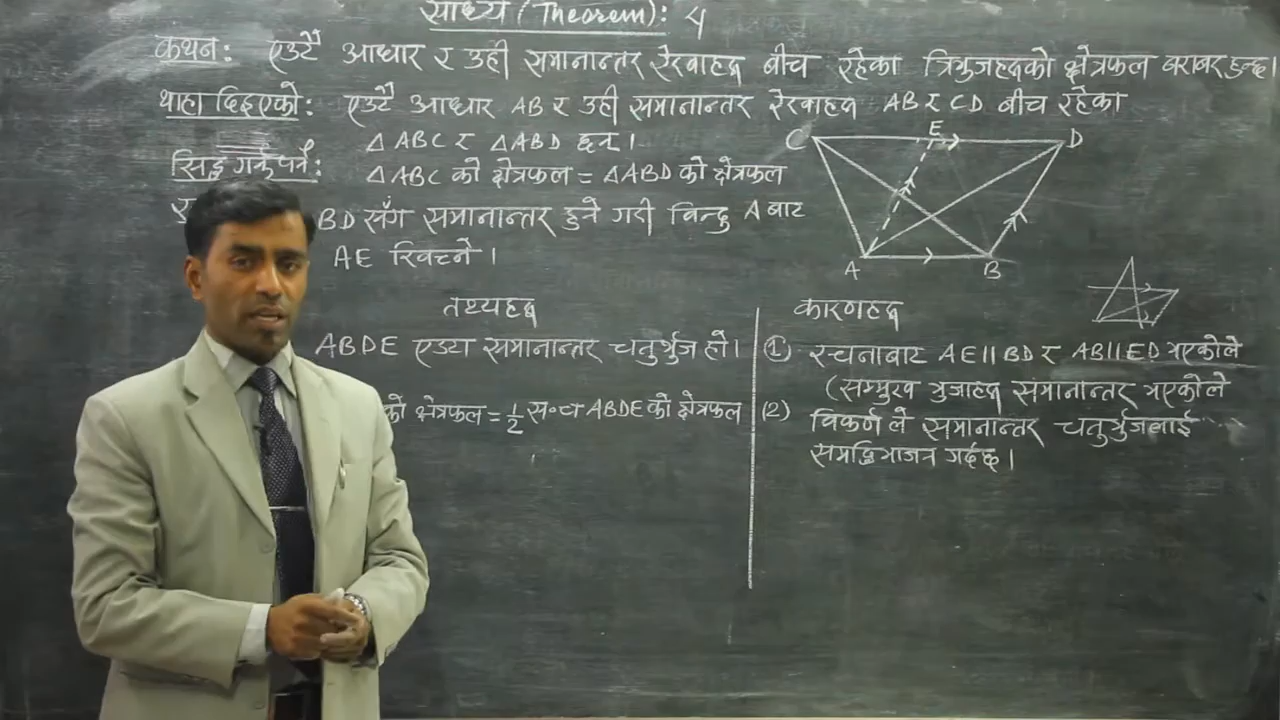 साध्य (Theorem): 4
कथन: एउटै आधार र उही समानान्तर रेखाहरू बीच रहेका त्रिभुजहरूको क्षेत्रफल बराबर हुन्छ।
थाहा दिइएको: एउटै आधार AB र उही समानान्तर रेखाहरू AB र CD बीच रहेका
△ABC र △ABD छन्।
सिद्ध गर्नुपर्ने: △ABC को क्षेत्रफल = △ABD को क्षेत्रफल
BD सँग समानान्तर हुने गरी बिन्दु A बाट
AE खिच्ने।
C E D
A B
तथ्यहरू
कारणहरू
ABDE एउटा समानान्तर चतुर्भुज हो।
को क्षेत्रफल = 1/2 स.च ABDE को क्षेत्रफल
(1) रचनाबाट AE||BD र AB||ED भएकोले
(सम्मुख भुजाहरू समानान्तर भएकोले
(2) विकर्ण ले समानान्तर चतुर्भुजलाई
समद्विभाजन गर्दछ।